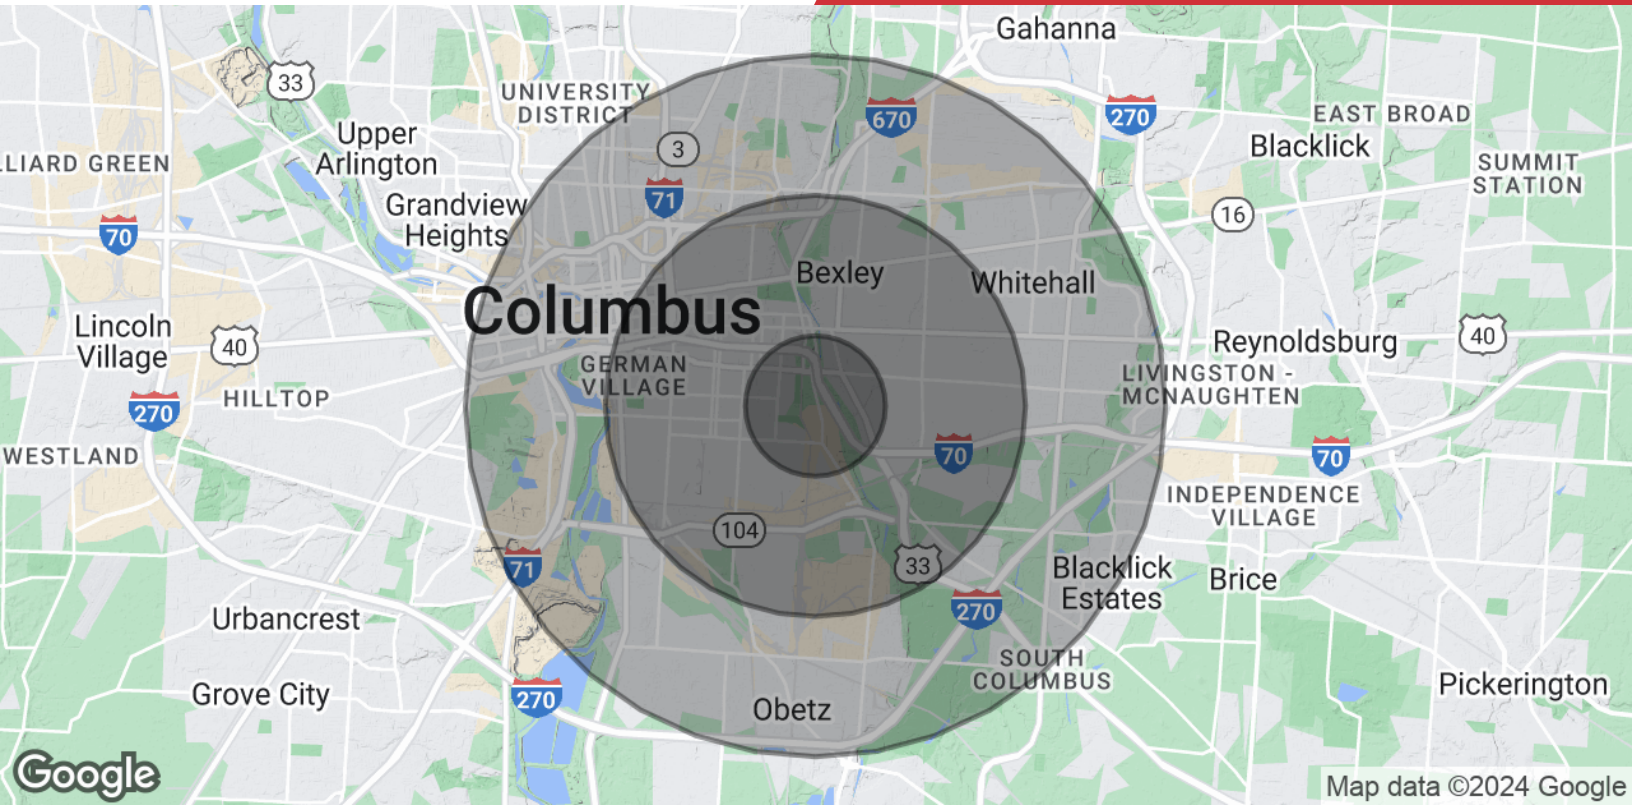 Gahanna
33
UNIVERSITY
DISTRICT
670
270
EAST BROAD
Upper
Arlington
3
Blacklick
LLIARD GREEN
SUMMIT
STATION
71
Grandview
Heights
16
70
Bexley
Whitehall
Columbus
Lincoln
Village
40
Reynoldsburg
40
GERMAN
VILLAGE
LIVINGSTON -
MCNAUGHTEN
HILLTOP
270
WESTLAND
70
70
INDEPENDENCE
VILLAGE
104
71
33
Blacklick
Estates
Brice
270
Urbancrest
SOUTH
COLUMBUS
Grove City
270
Obetz
Pickerington
Google
Map data ©2024 Google